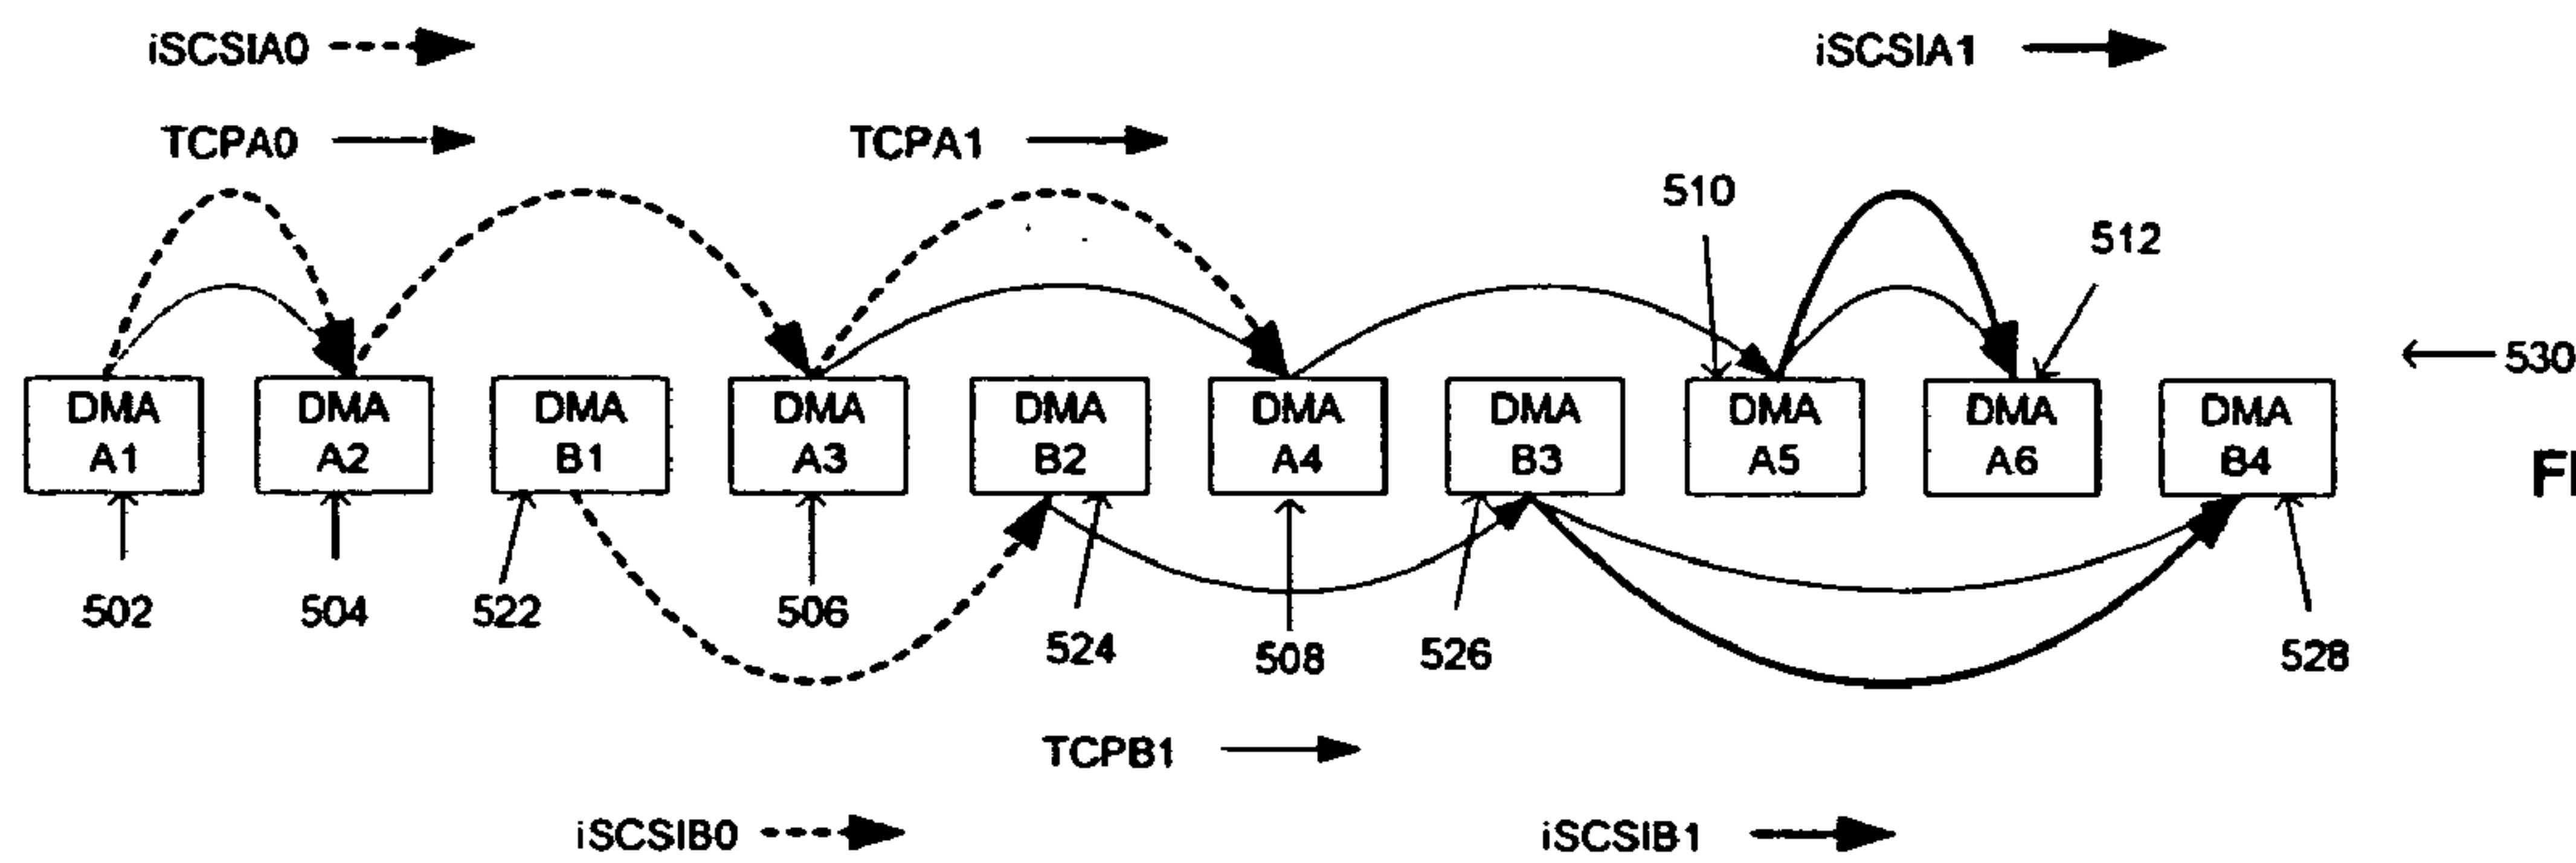 iSCSIA0
iSCSIA1
TCPA0
TCPA1
510
512
530
DMA A1
DMA A2
DMA B1
DMA A3
DMA B2
DMA A4
DMA B3
DMA A5
DMA A6
DMA B4
502
504
522
506
524
508
526
528
TCPB1
iSCSIB0
iSCSIB1